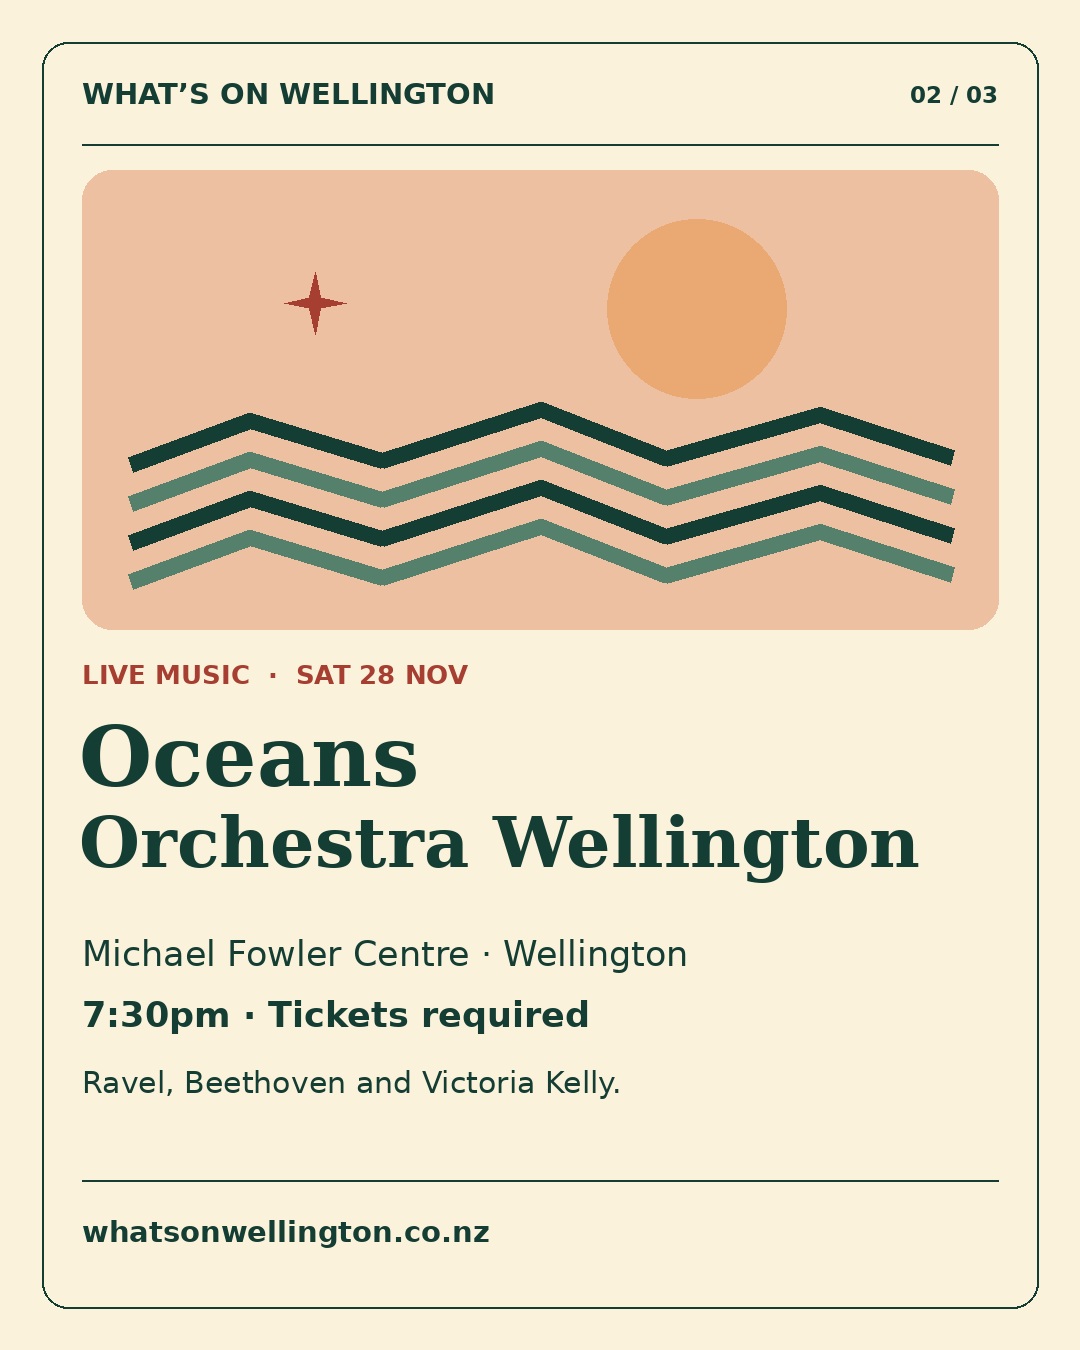 WHAT’S ON WELLINGTON
02 / 03
LIVE MUSIC · SAT 28 NOV
Oceans
Orchestra Wellington
Michael Fowler Centre · Wellington
7:30pm · Tickets required
Ravel, Beethoven and Victoria Kelly.
whatsonwellington.co.nz